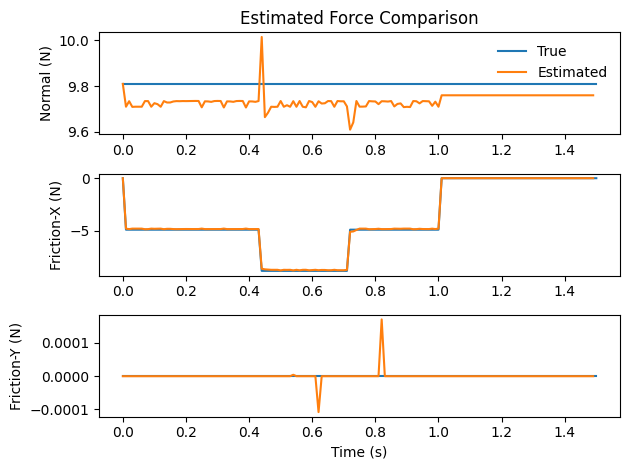 Estimated Force Comparison
Normal (N)
10.0
9.8
9.6
True
Estimated
0.0 0.2 0.4 0.6 0.8 1.0 1.2 1.4
Friction-X (N)
0
−5
0.0 0.2 0.4 0.6 0.8 1.0 1.2 1.4
Friction-Y (N)
0.0001
0.0000
−0.0001
0.0 0.2 0.4 0.6 0.8 1.0 1.2 1.4
Time (s)